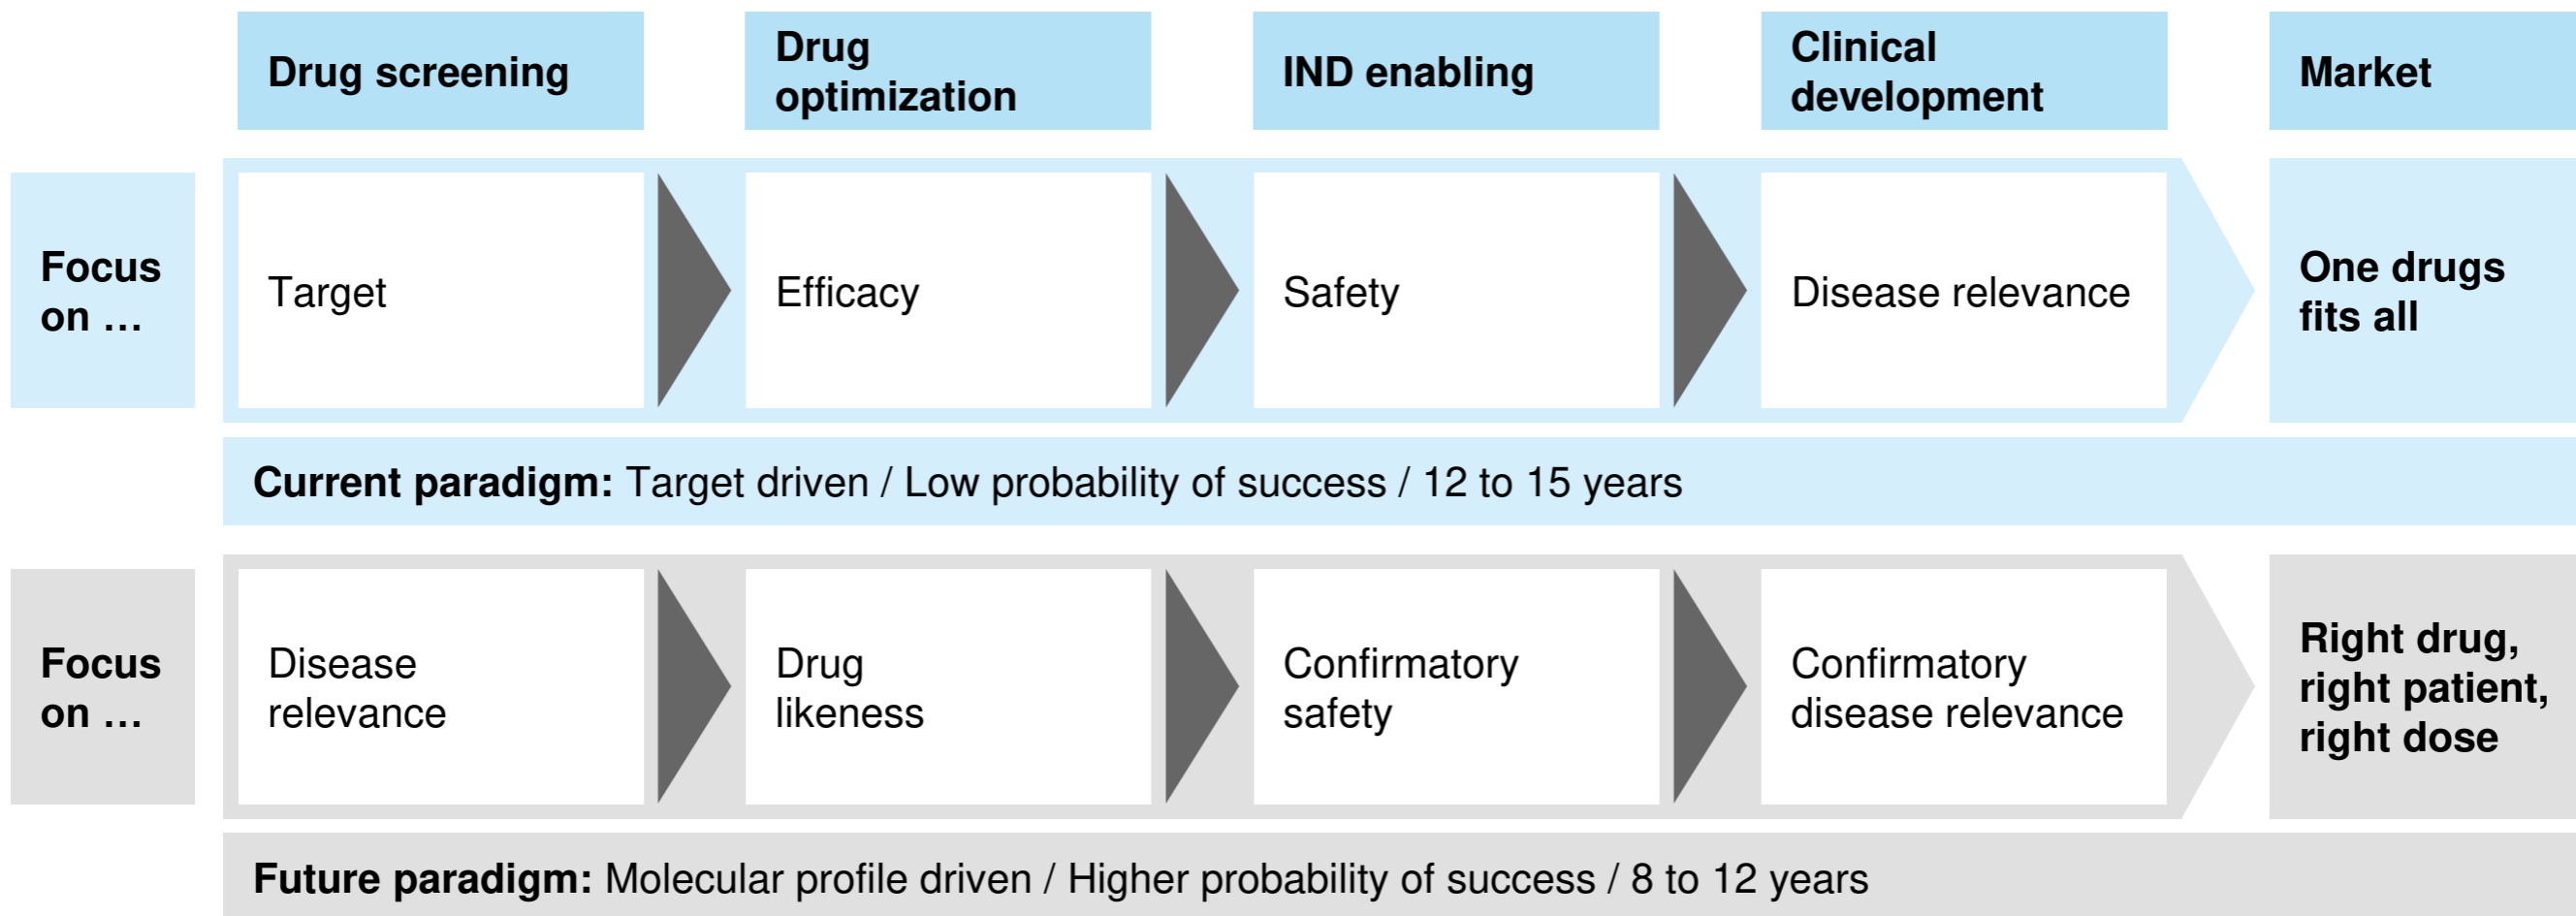 Drug screening
Drug
optimization
IND enabling
Clinical
development
Market
Focus
on …
Target
Efficacy
Safety
Disease relevance
One drugs
fits all
Current paradigm: Target driven / Low probability of success / 12 to 15 years
Focus
on …
Disease
relevance
Drug
likeness
Confirmatory
safety
Confirmatory
disease relevance
Right drug,
right patient,
right dose
Future paradigm: Molecular profile driven / Higher probability of success / 8 to 12 years